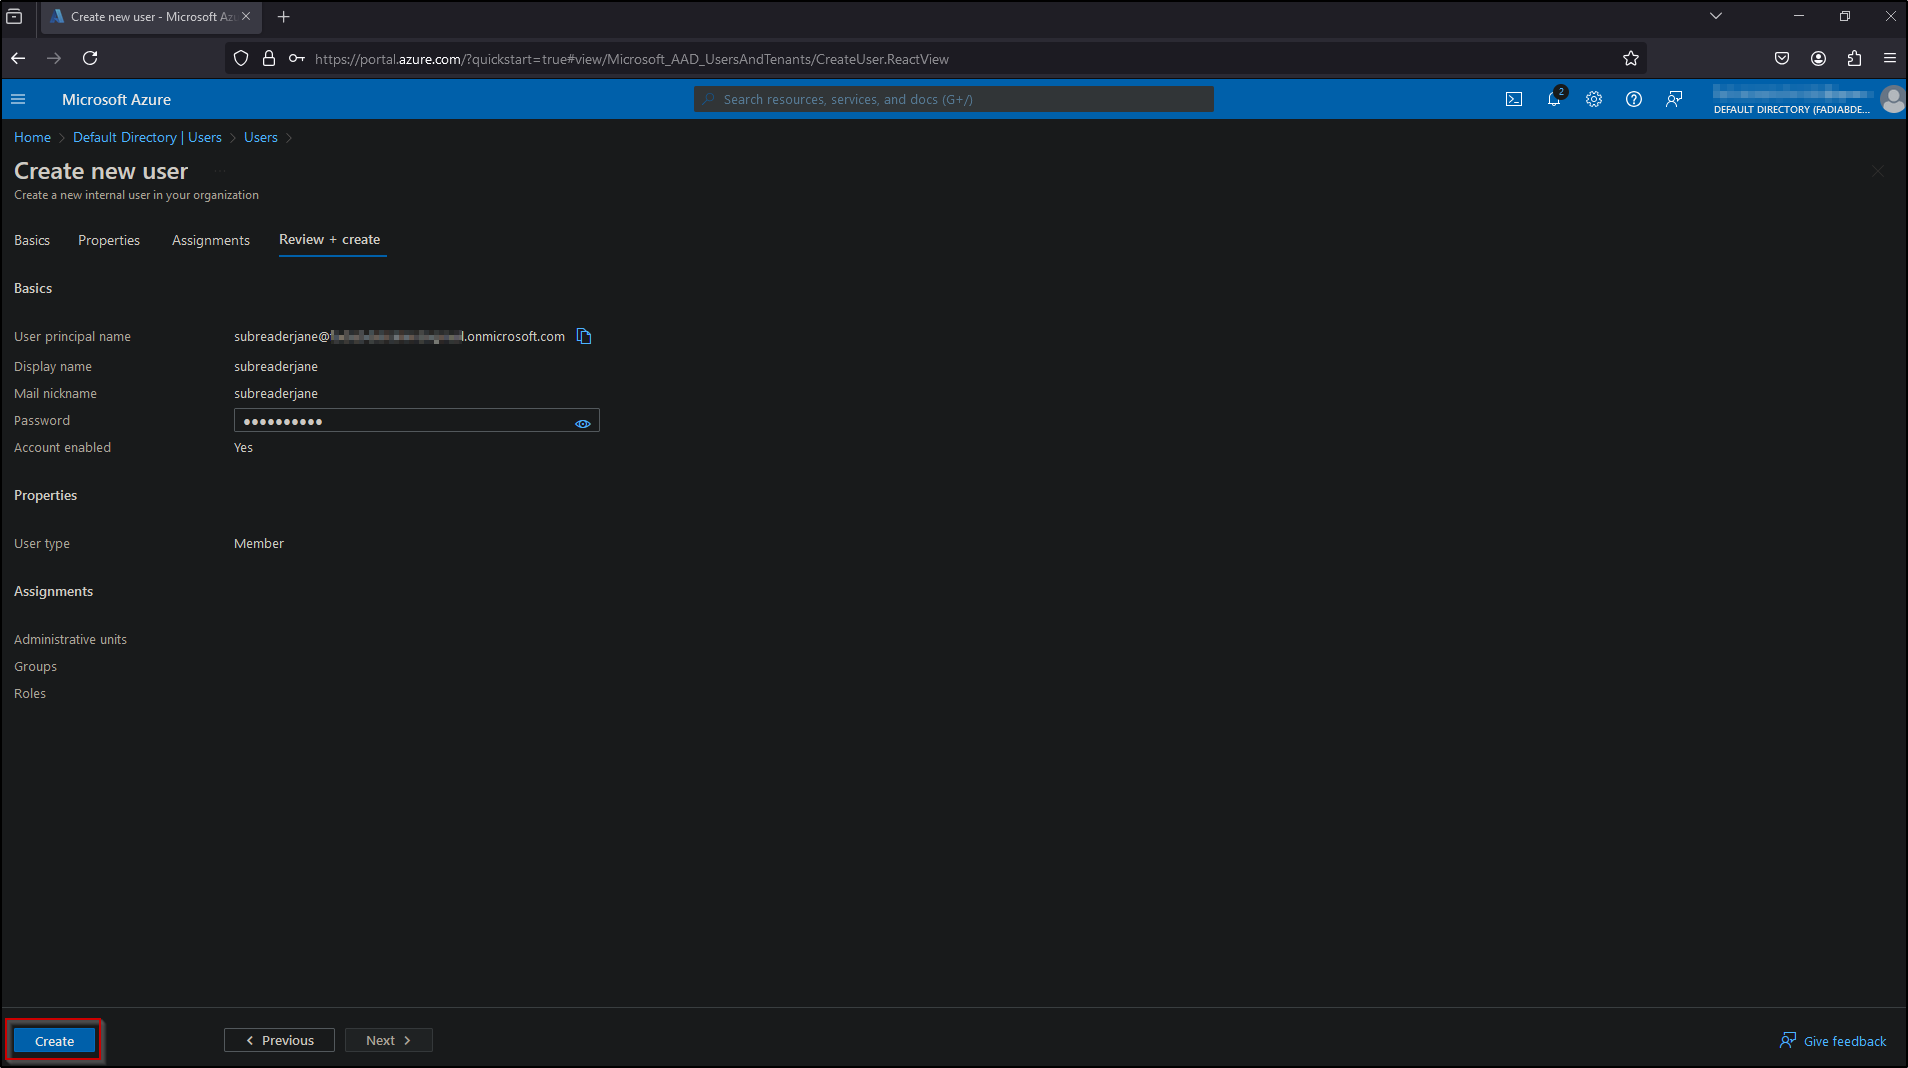 Create new user - Microsoft Az
https://portal.azure.com/?quickstart=true#view/Microsoft_AAD_UsersAndTenants/CreateUser.ReactView
Microsoft Azure
Search resources, services, and docs (G+/)
2
DEFAULT DIRECTORY (FADIABDE...
Home > Default Directory | Users > Users >
Create new user ...
Create a new internal user in your organization
Basics Properties Assignments Review + create
Basics
User principal name subreaderjane@ l.onmicrosoft.com
Display name subreaderjane
Mail nickname subreaderjane
Password ••••••••••
Account enabled Yes
Properties
User type Member
Assignments
Administrative units
Groups
Roles
Create < Previous Next > Give feedback